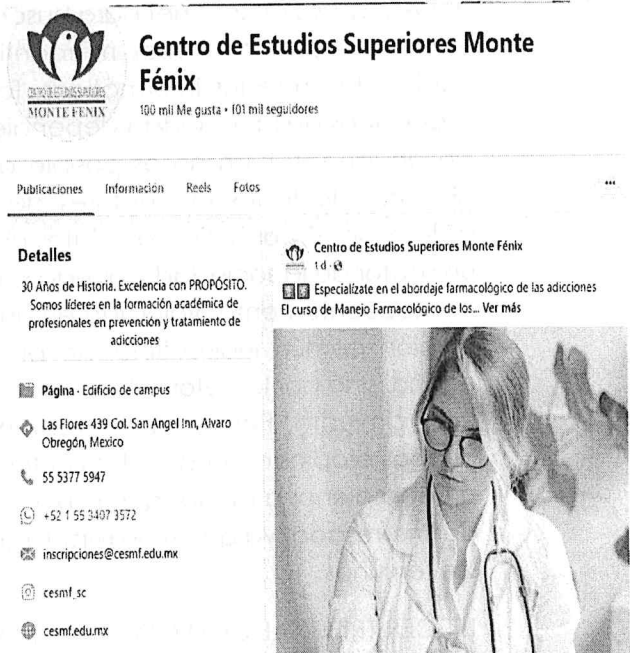 Centro de Estudios Superiores Monte
Fénix
100 mil Me gusta • 101 mil seguidores
MONTE FENIX
Publicaciones Información Reels Fotos ...
Detalles
30 Años de Historia. Excelencia con PROPÓSITO.
Somos líderes en la formación académica de
profesionales en prevención y tratamiento de
adicciones
Página · Edificio de campus
Las Flores 439 Col. San Angel Inn, Alvaro
Obregón, Mexico
55 5377 5947
+52 1 55 3407 3572
inscripciones@cesmf.edu.mx
cesmf_sc
cesmf.edu.mx
Centro de Estudios Superiores Monte Fénix
1 d ·
Especialízate en el abordaje farmacológico de las adicciones
El curso de Manejo Farmacológico de los... Ver más